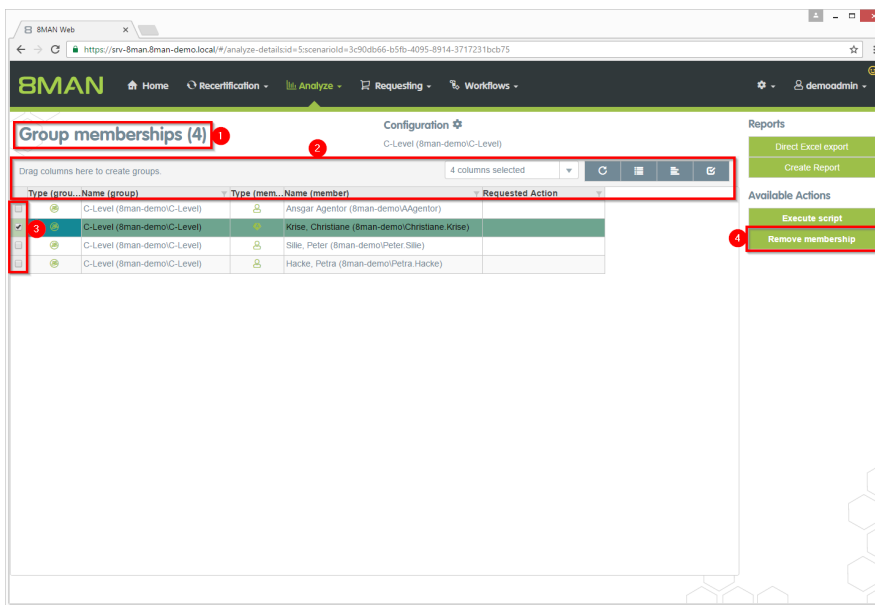 8MAN Web
https://srv-8man.8man-demo.local/#/analyze-details;id=5;scenarioId=3c90db66-b5fb-4095-8914-3717231bcb75
8MAN Home Recertification Analyze Requesting Workflows demoadmin
Group memberships (4) 1
Configuration
C-Level (8man-demo\C-Level)
Reports
Direct Excel export
Create Report
2
Drag columns here to create groups. 4 columns selected
Available Actions
Execute script
4 Remove membership
Type (grou... Name (group) Type (mem... Name (member) Requested Action
C-Level (8man-demo\C-Level) Ansgar Agentor (8man-demo\AAgentor)
3 C-Level (8man-demo\C-Level) Krise, Christiane (8man-demo\Christiane.Krise)
C-Level (8man-demo\C-Level) Silie, Peter (8man-demo\Peter.Silie)
C-Level (8man-demo\C-Level) Hacke, Petra (8man-demo\Petra.Hacke)